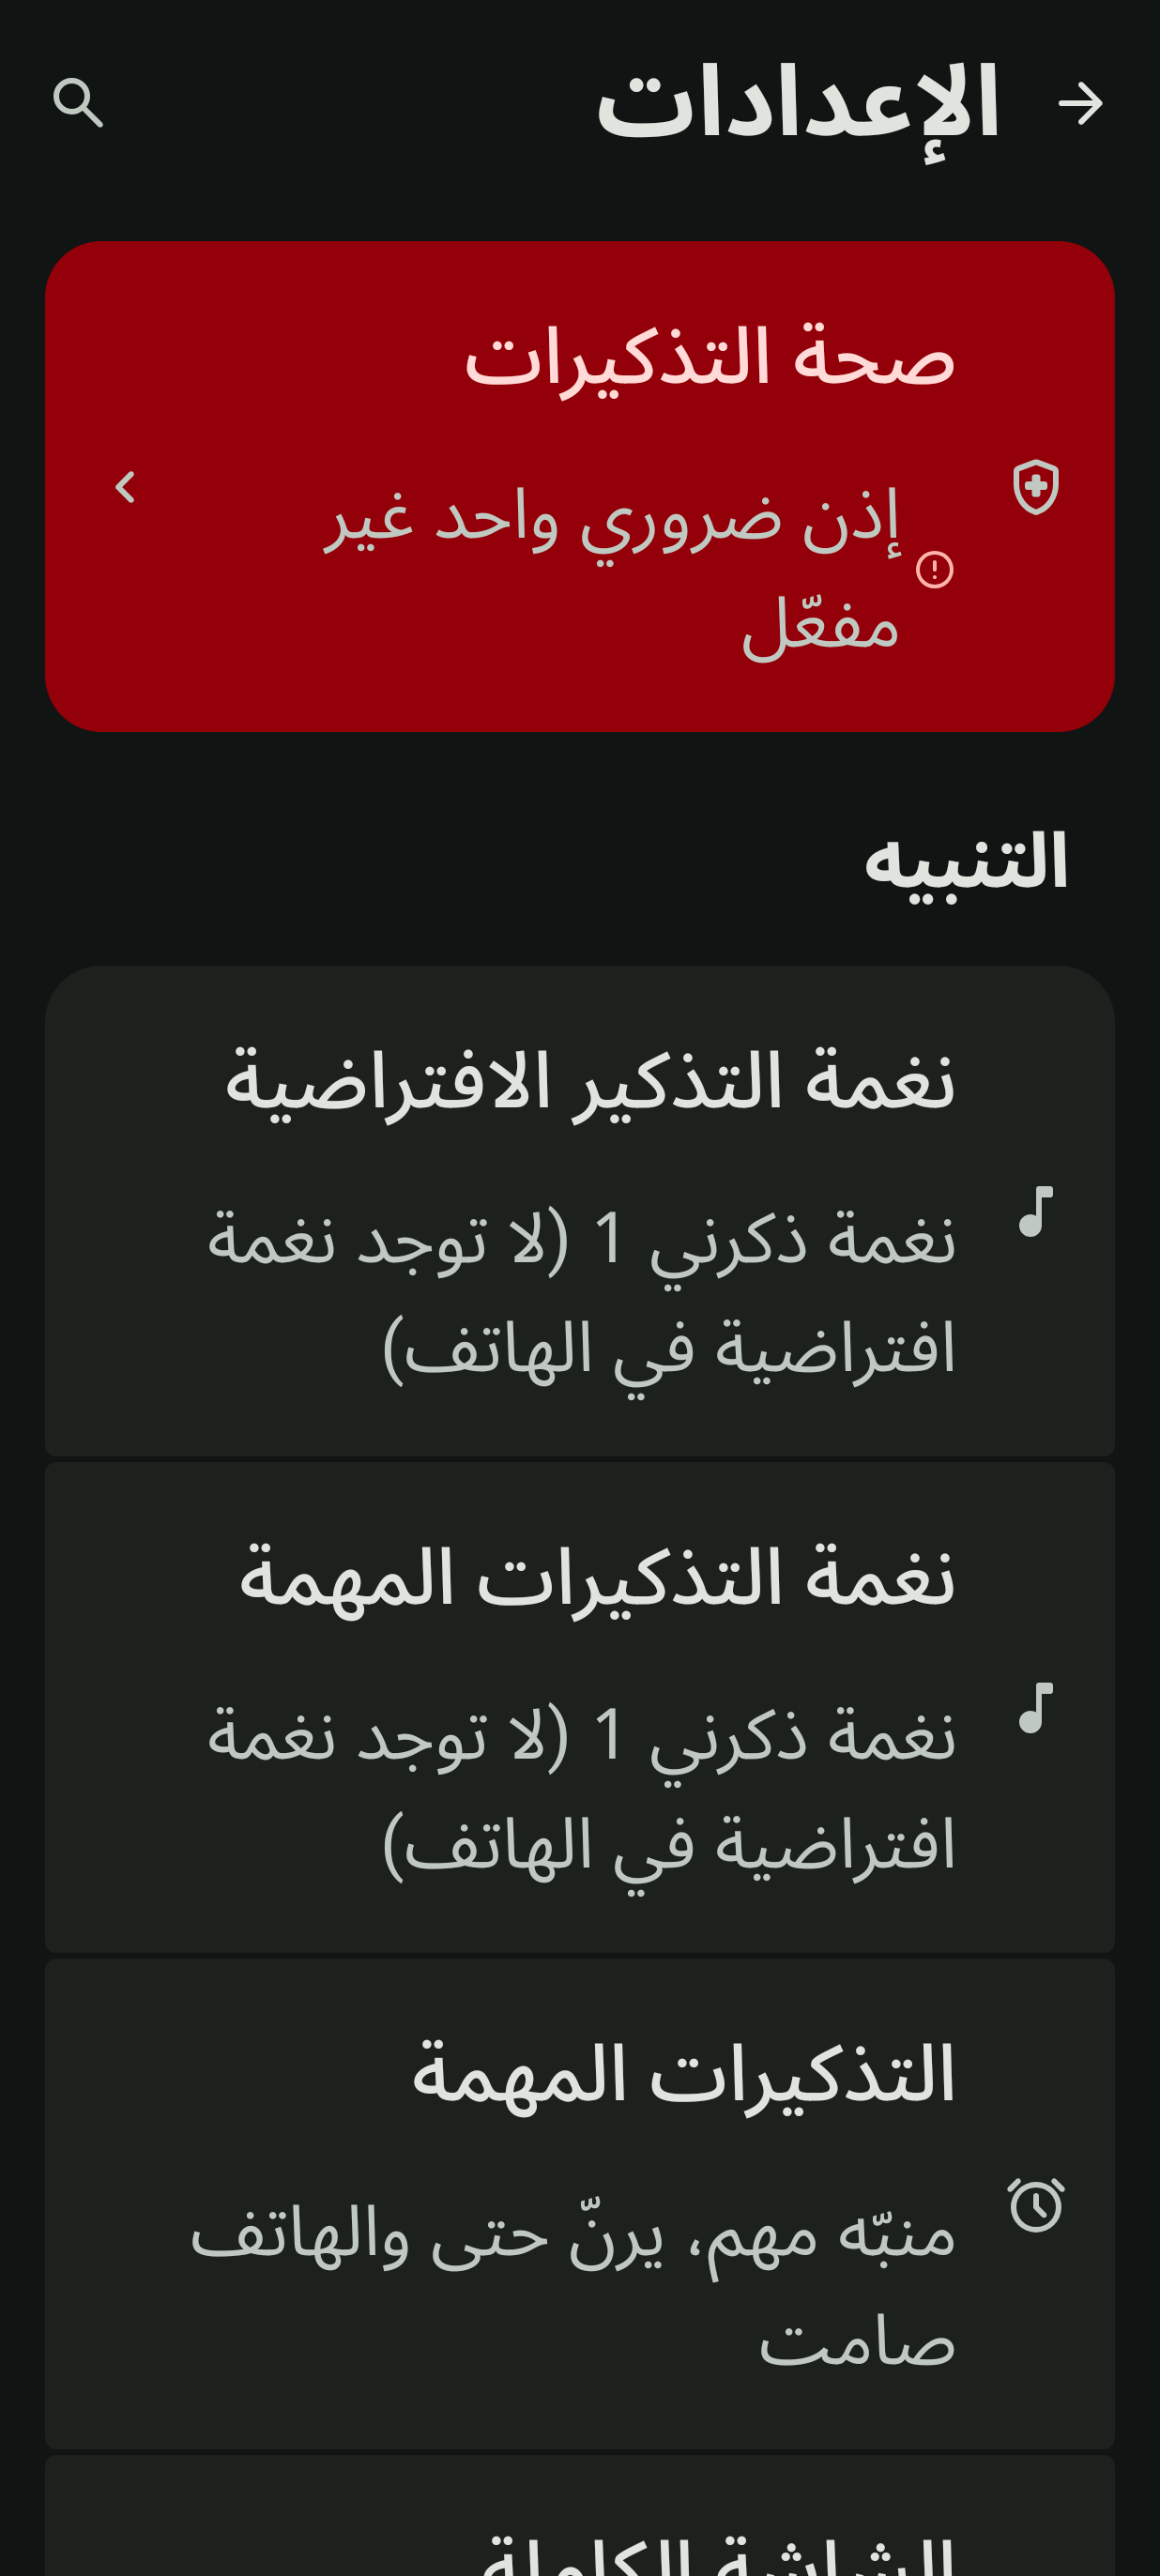 الإعدادات
صحة التذكيرات
إذن ضروري واحد غير
مفعّل
التنبيه
نغمة التذكير الافتراضية
نغمة ذكرني 1 (لا توجد نغمة
افتراضية في الهاتف)
نغمة التذكيرات المهمة
نغمة ذكرني 1 (لا توجد نغمة
افتراضية في الهاتف)
التذكيرات المهمة
منبّه مهم، يرنّ حتى والهاتف
صامت
الشاشة الكاملة